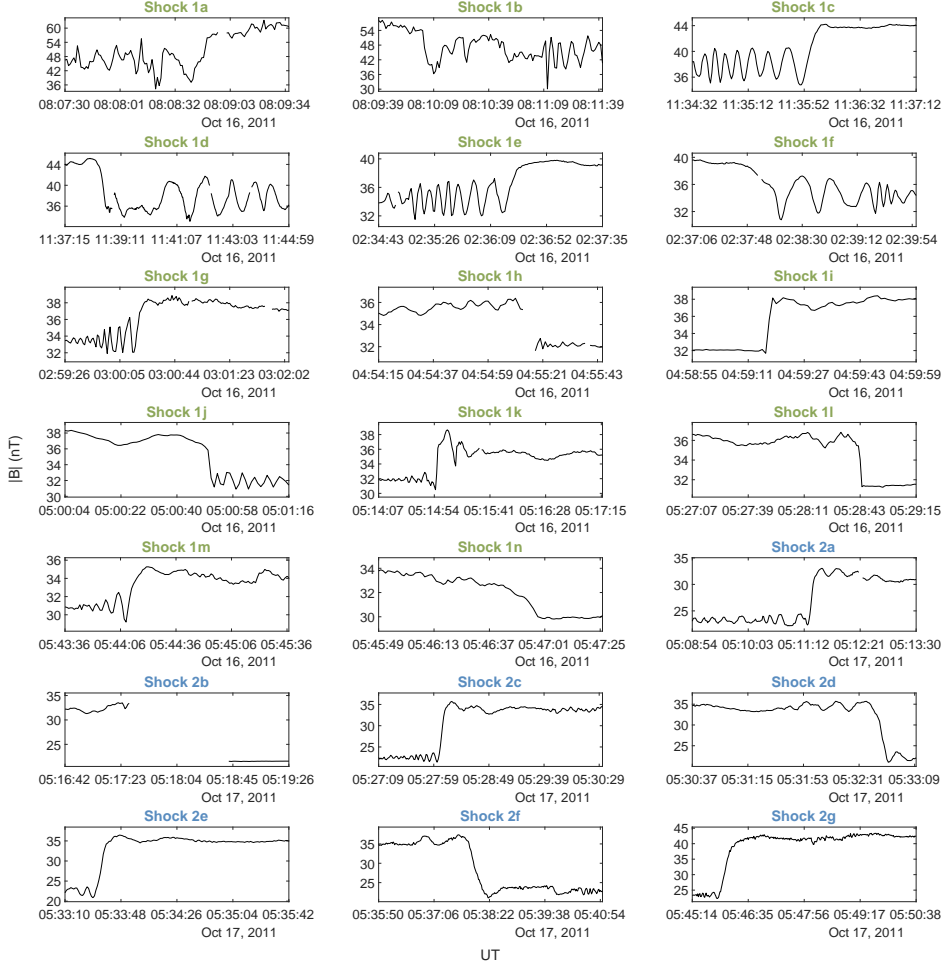 Shock 1a
60
54
48
42
36
08:07:30 08:08:01 08:08:32 08:09:03 08:09:34
Oct 16, 2011
Shock 1b
54
48
42
36
30
08:09:39 08:10:09 08:10:39 08:11:09 08:11:39
Oct 16, 2011
Shock 1c
44
40
36
11:34:32 11:35:12 11:35:52 11:36:32 11:37:12
Oct 16, 2011
Shock 1d
44
40
36
11:37:15 11:39:11 11:41:07 11:43:03 11:44:59
Oct 16, 2011
Shock 1e
40
36
32
02:34:43 02:35:26 02:36:09 02:36:52 02:37:35
Oct 16, 2011
Shock 1f
40
36
32
02:37:06 02:37:48 02:38:30 02:39:12 02:39:54
Oct 16, 2011
Shock 1g
38
36
34
32
02:59:26 03:00:05 03:00:44 03:01:23 03:02:02
Oct 16, 2011
Shock 1h
36
34
32
04:54:15 04:54:37 04:54:59 04:55:21 04:55:43
Oct 16, 2011
Shock 1i
38
36
34
32
04:58:55 04:59:11 04:59:27 04:59:43 04:59:59
Oct 16, 2011
|B| (nT)
Shock 1j
38
36
34
32
30
05:00:04 05:00:22 05:00:40 05:00:58 05:01:16
Oct 16, 2011
Shock 1k
38
36
34
32
30
05:14:07 05:14:54 05:15:41 05:16:28 05:17:15
Oct 16, 2011
Shock 1l
36
34
32
05:27:07 05:27:39 05:28:11 05:28:43 05:29:15
Oct 16, 2011
Shock 1m
36
34
32
30
05:43:36 05:44:06 05:44:36 05:45:06 05:45:36
Oct 16, 2011
Shock 1n
34
32
30
05:45:49 05:46:13 05:46:37 05:47:01 05:47:25
Oct 16, 2011
Shock 2a
35
30
25
05:08:54 05:10:03 05:11:12 05:12:21 05:13:30
Oct 17, 2011
Shock 2b
35
30
25
05:16:42 05:17:23 05:18:04 05:18:45 05:19:26
Oct 17, 2011
Shock 2c
35
30
25
05:27:09 05:27:59 05:28:49 05:29:39 05:30:29
Oct 17, 2011
Shock 2d
35
30
25
05:30:37 05:31:15 05:31:53 05:32:31 05:33:09
Oct 17, 2011
Shock 2e
35
30
25
20
05:33:10 05:33:48 05:34:26 05:35:04 05:35:42
Oct 17, 2011
Shock 2f
35
30
25
05:35:50 05:37:06 05:38:22 05:39:38 05:40:54
Oct 17, 2011
Shock 2g
45
40
35
30
25
05:45:14 05:46:35 05:47:56 05:49:17 05:50:38
Oct 17, 2011
UT